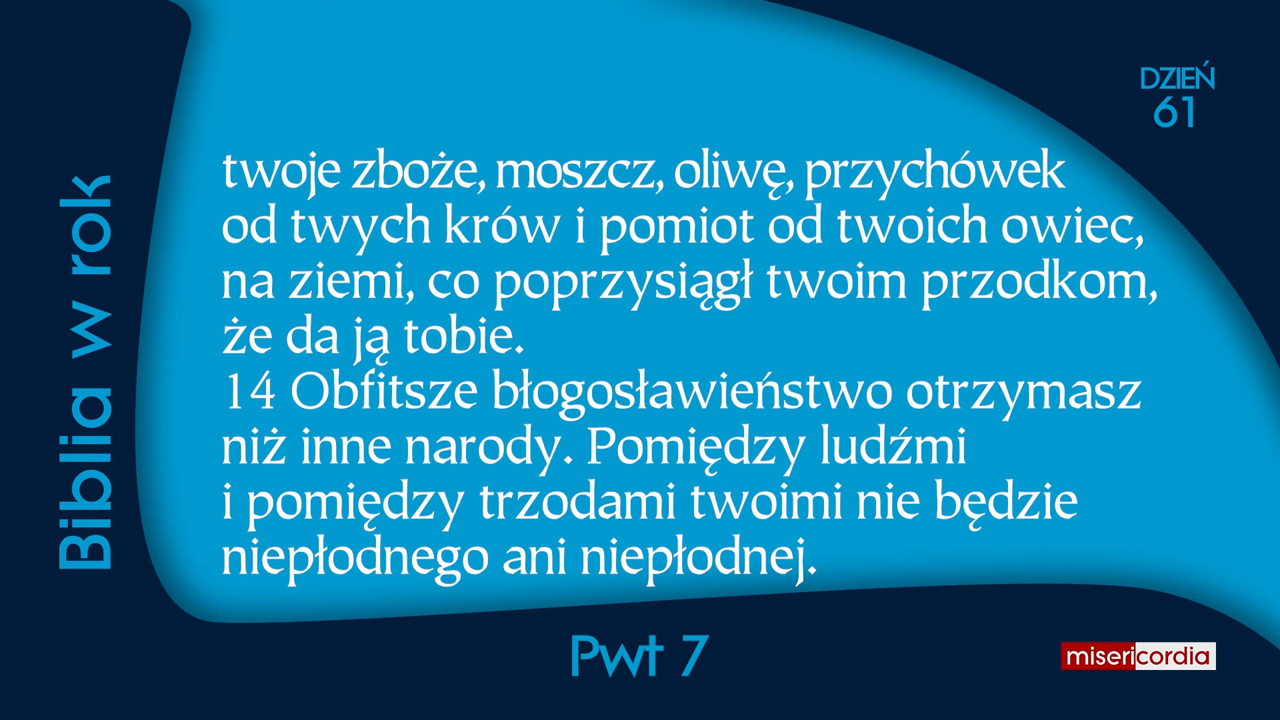 DZIEŃ
61
Biblia w rok
twoje zboże, moszcz, oliwę, przychówek
od twych krów i pomiot od twoich owiec,
na ziemi, co poprzysiągł twoim przodkom,
że da ją tobie.
14 Obfitsze błogosławieństwo otrzymasz
niż inne narody. Pomiędzy ludźmi
i pomiędzy trzodami twoimi nie będzie
niepłodnego ani niepłodnej.
Pwt 7
misericordia